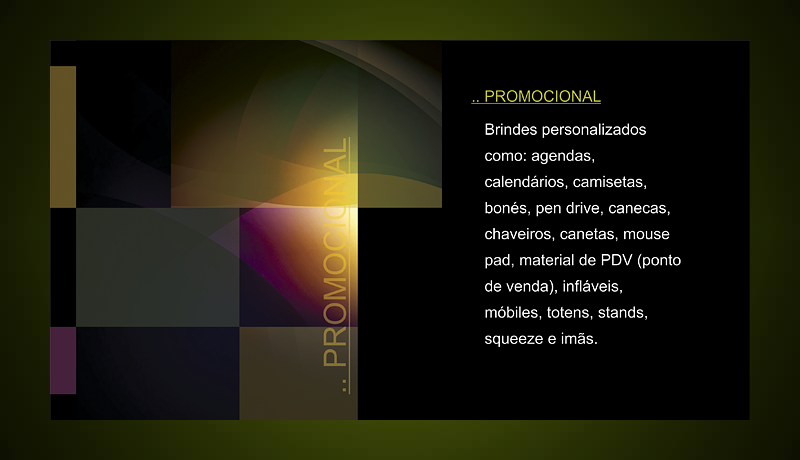 .. PROMOCIONAL
.. PROMOCIONAL
Brindes personalizados
como: agendas,
calendários, camisetas,
bonés, pen drive, canecas,
chaveiros, canetas, mouse
pad, material de PDV (ponto
de venda), infláveis,
móbiles, totens, stands,
squeeze e imãs.